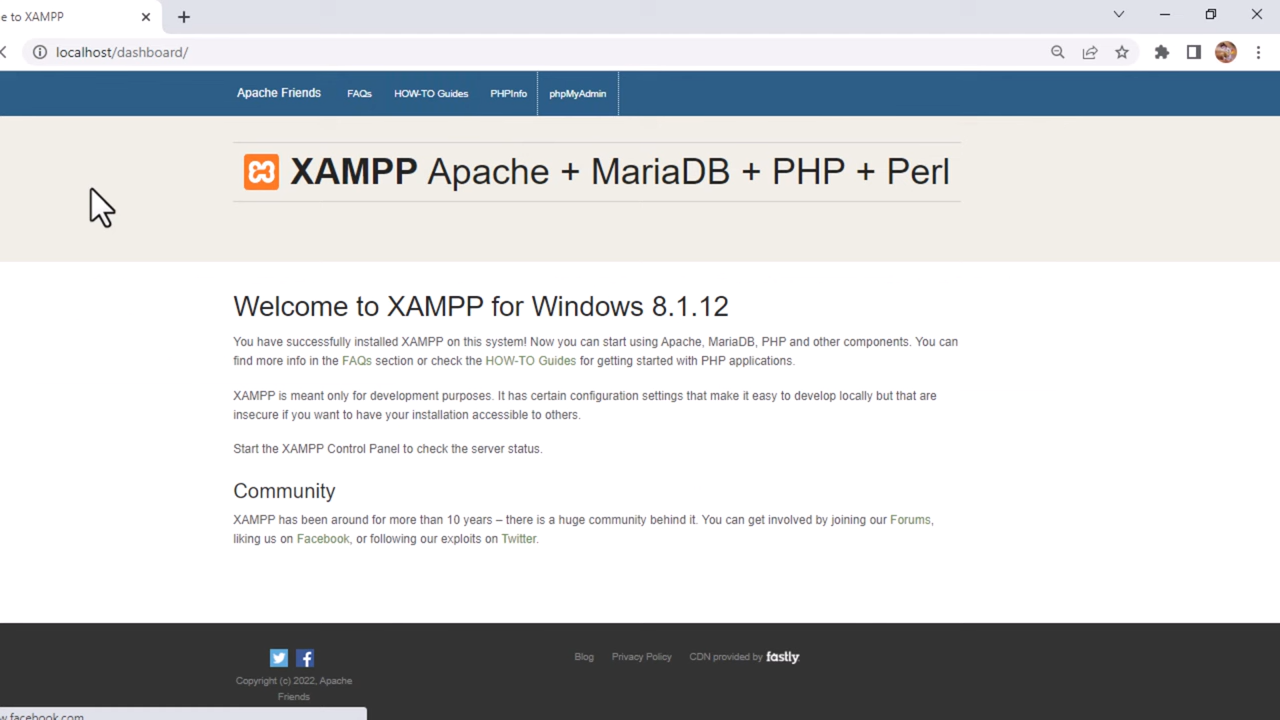 e to XAMPP
localhost/dashboard/
Apache Friends FAQs HOW-TO Guides PHPInfo phpMyAdmin
XAMPP Apache + MariaDB + PHP + Perl
Welcome to XAMPP for Windows 8.1.12
You have successfully installed XAMPP on this system! Now you can start using Apache, MariaDB, PHP and other components. You can
find more info in the FAQs section or check the HOW-TO Guides for getting started with PHP applications.
XAMPP is meant only for development purposes. It has certain configuration settings that make it easy to develop locally but that are
insecure if you want to have your installation accessible to others.
Start the XAMPP Control Panel to check the server status.
Community
XAMPP has been around for more than 10 years – there is a huge community behind it. You can get involved by joining our Forums,
liking us on Facebook, or following our exploits on Twitter.
Blog Privacy Policy CDN provided by fastly
Copyright (c) 2022, Apache
Friends
w.facebook.com